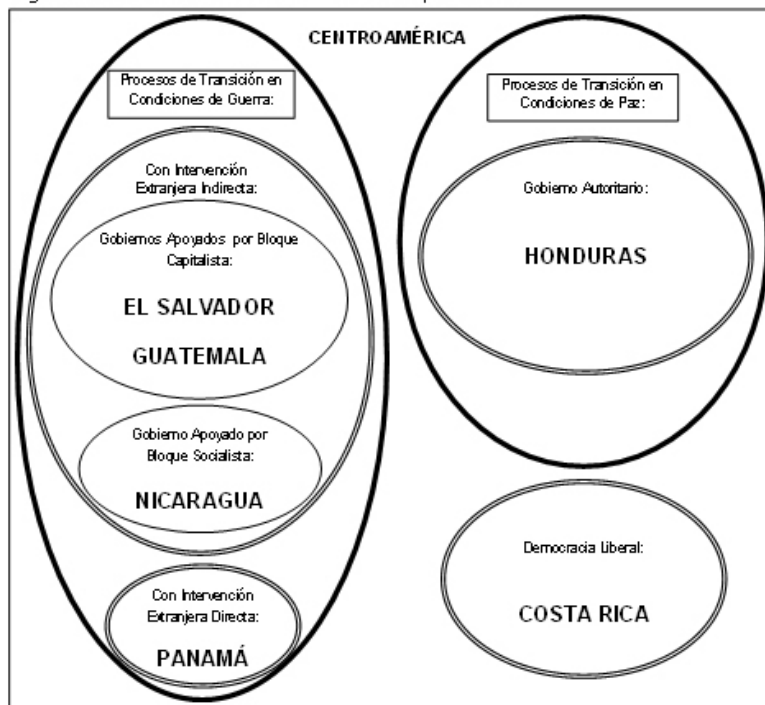 CENTROAMÉRICA
Procesos de Transición en
Condiciones de Guerra:
Con Intervención
Extranjera Indirecta:
Gobiernos Apoyados por Bloque
Capitalista:
EL SALVADOR
GUATEMALA
Gobierno Apoyado por
Bloque Socialista:
NICARAGUA
Con Intervención
Extranjera Directa:
PANAMÁ
Procesos de Transición en
Condiciones de Paz:
Gobierno Autoritario:
HONDURAS
Democracia Liberal:
COSTA RICA